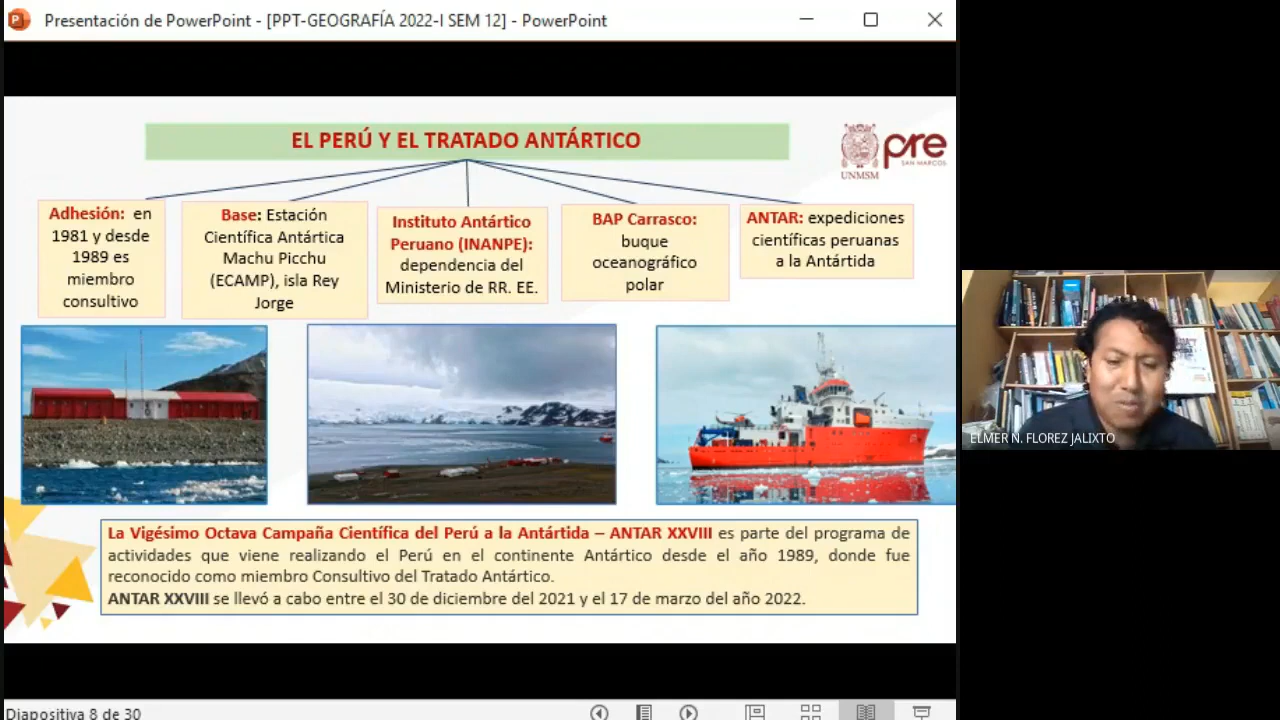 Presentación de PowerPoint - [PPT-GEOGRAFÍA 2022-I SEM 12] - PowerPoint
EL PERÚ Y EL TRATADO ANTÁRTICO
UNMSM
pre
SAN MARCOS
Adhesión: en
1981 y desde
1989 es
miembro
consultivo
Base: Estación
Científica Antártica
Machu Picchu
(ECAMP), isla Rey
Jorge
Instituto Antártico
Peruano (INANPE):
dependencia del
Ministerio de RR. EE.
BAP Carrasco:
buque
oceanográfico
polar
ANTAR: expediciones
científicas peruanas
a la Antártida
La Vigésimo Octava Campaña Científica del Perú a la Antártida – ANTAR XXVIII es parte del programa de
actividades que viene realizando el Perú en el continente Antártico desde el año 1989, donde fue
reconocido como miembro Consultivo del Tratado Antártico.
ANTAR XXVIII se llevó a cabo entre el 30 de diciembre del 2021 y el 17 de marzo del año 2022.
ELMER N. FLOREZ JALIXTO
Diapositiva 8 de 30